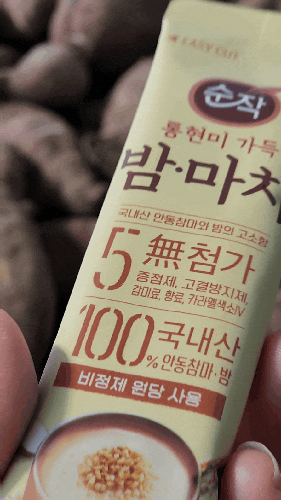 EASY CUT
순작
통현미 가득
밤·마차
국내산 안동참마와 밤의 고소함
5無첨가
증점제, 고결방지제,
감미료, 향료, 카라멜색소IV
100%국내산
안동참마·밤
비정제 원당 사용